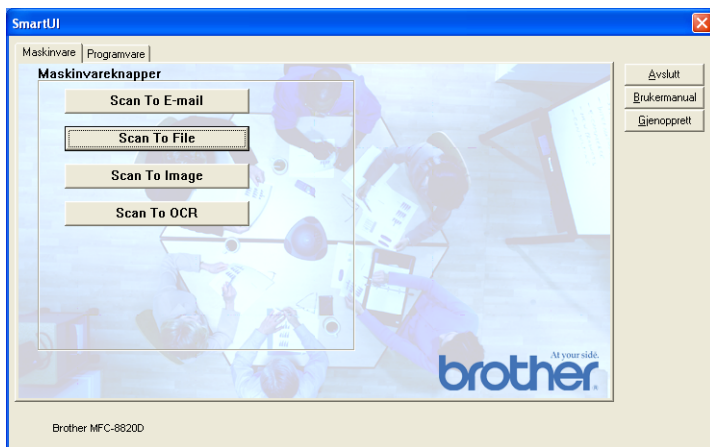 SmartUI
Maskinvare
Programvare
Maskinvareknapper
Scan To E-mail
Scan To File
Scan To Image
Scan To OCR
Avslutt
Brukermanual
Gjenopprett
At your side.
brother
Brother MFC-8820D